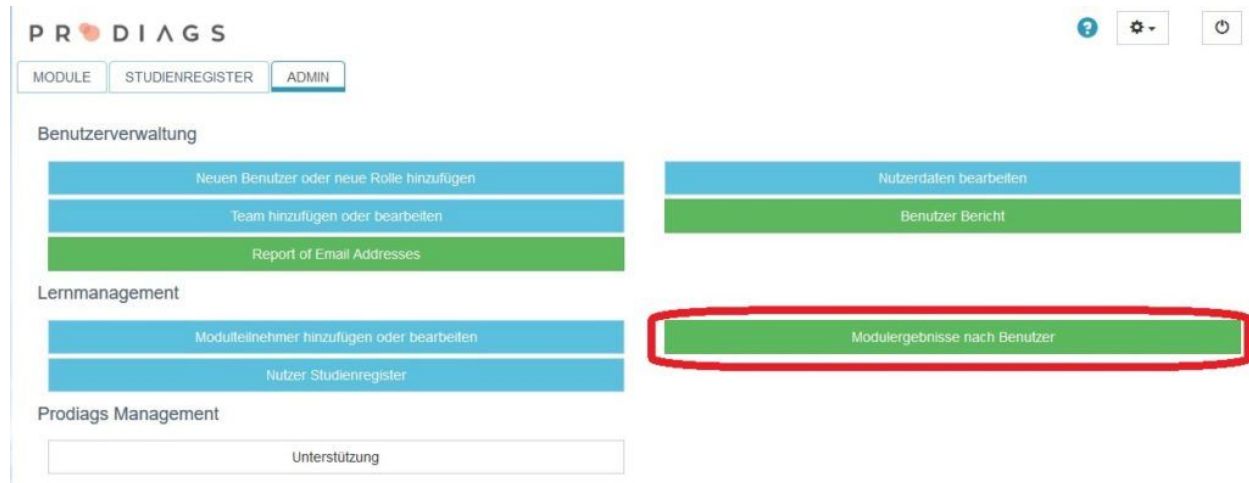 PRODIAGS
?
MODULE STUDIENREGISTER ADMIN
Benutzerverwaltung
Neuen Benutzer oder neue Rolle hinzufügen Nutzerdaten bearbeiten
Team hinzufügen oder bearbeiten Benutzer Bericht
Report of Email Addresses
Lernmanagement
Modulteilnehmer hinzufügen oder bearbeiten Modulergebnisse nach Benutzer
Nutzer Studienregister
Prodiags Management
Unterstützung